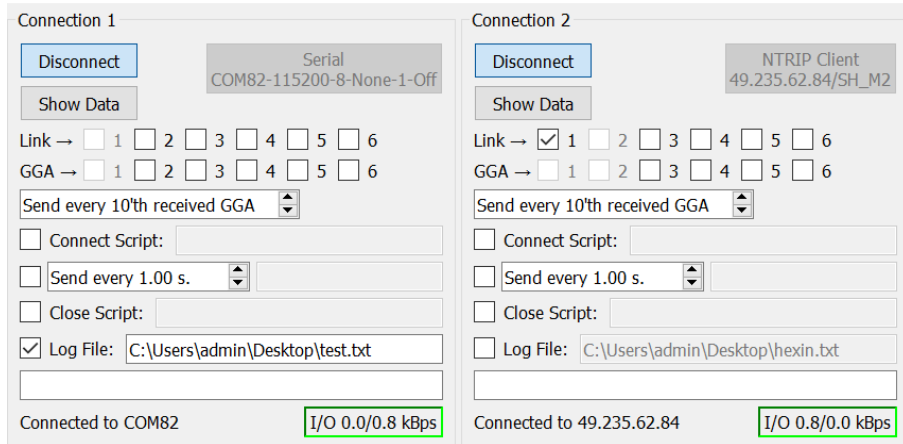 Connection 1
Disconnect
Serial
COM82-115200-8-None-1-Off
Show Data
Link → 1 2 3 4 5 6
GGA → 1 2 3 4 5 6
Send every 10'th received GGA
Connect Script:
Send every 1.00 s.
Close Script:
Log File: C:\Users\admin\Desktop\test.txt
Connected to COM82 I/O 0.0/0.8 kBps
Connection 2
Disconnect
NTRIP Client
49.235.62.84/SH_M2
Show Data
Link → 1 2 3 4 5 6
GGA → 1 2 3 4 5 6
Send every 10'th received GGA
Connect Script:
Send every 1.00 s.
Close Script:
Log File: C:\Users\admin\Desktop\hexin.txt
Connected to 49.235.62.84 I/O 0.8/0.0 kBps